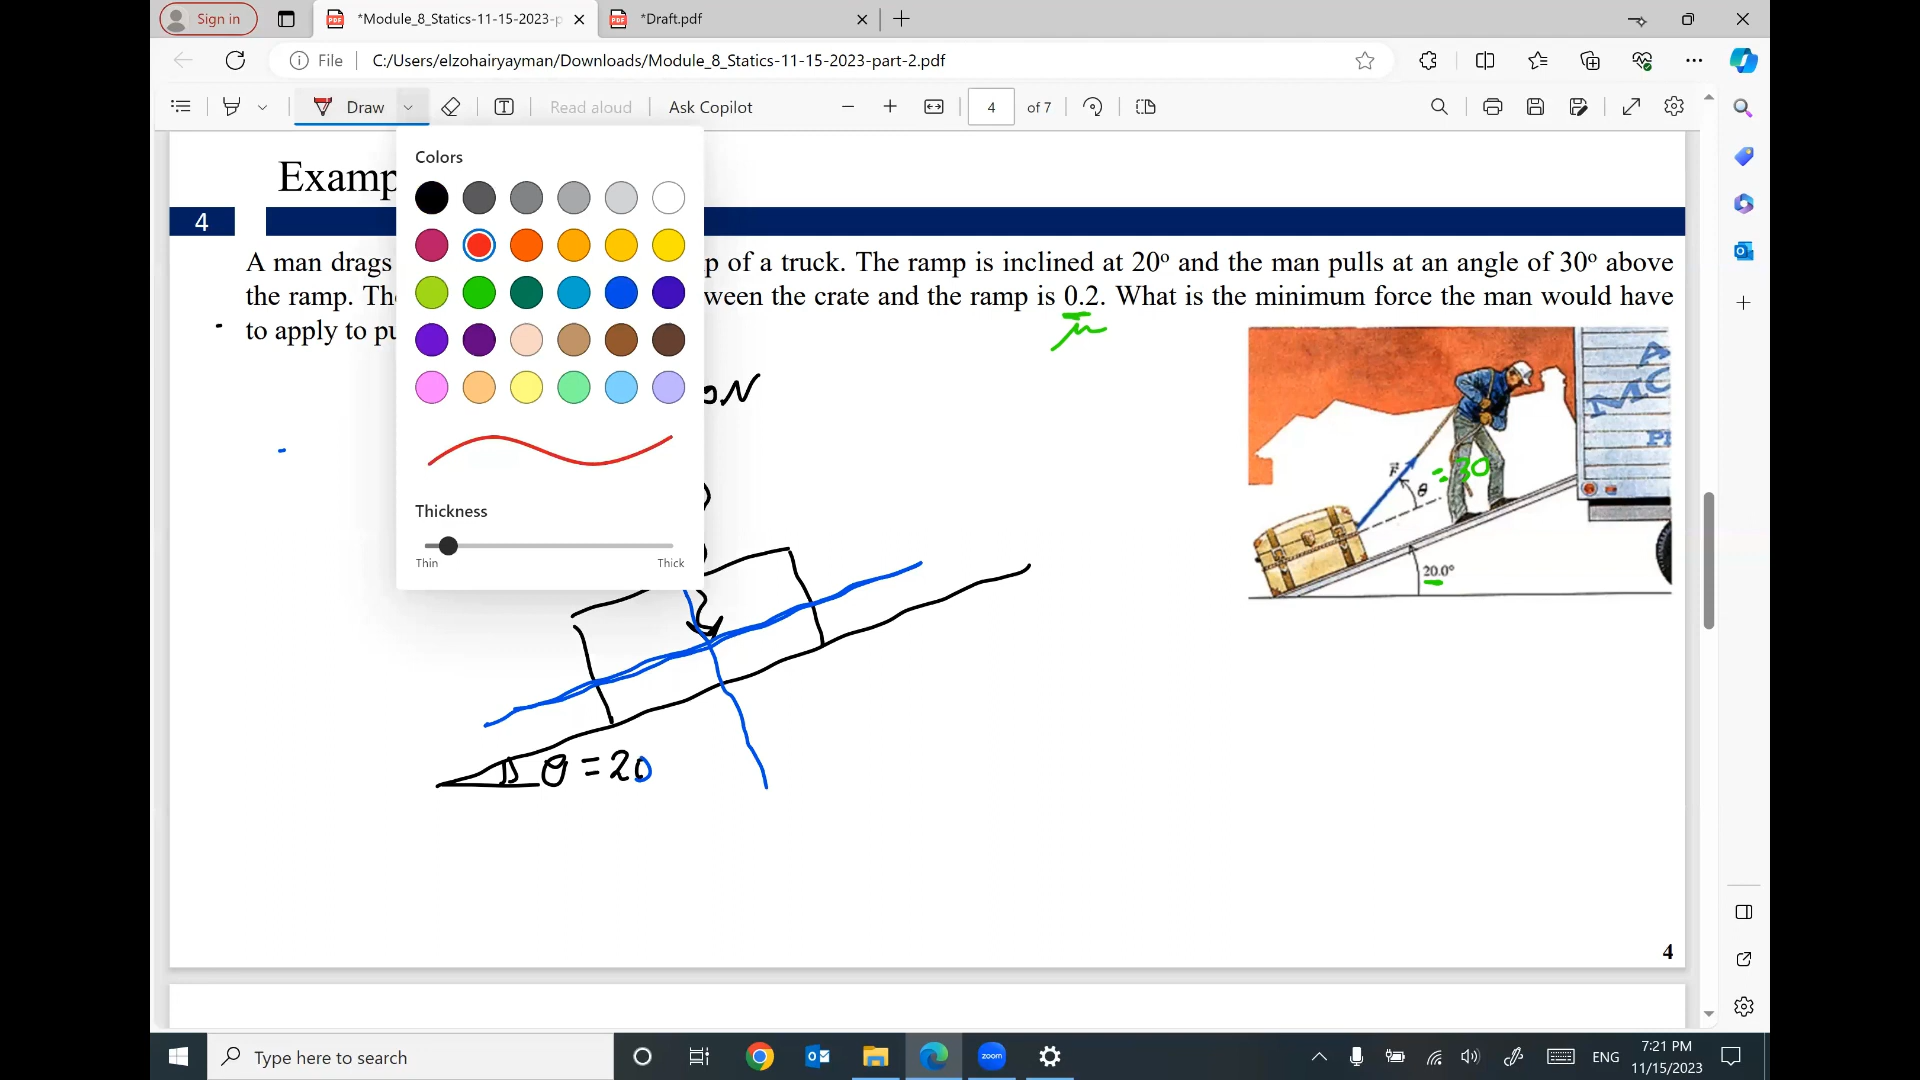 Sign in
*Module_8_Statics-11-15-2023-p
*Draft.pdf
File
C:/Users/elzohairyayman/Downloads/Module_8_Statics-11-15-2023-part-2.pdf
Draw
Read aloud
Ask Copilot
4 of 7
Colors
Thickness
Thin Thick
Examp
4
A man drags p of a truck. The ramp is inclined at 20º and the man pulls at an angle of 30º above
the ramp. Th ween the crate and the ramp is 0.2. What is the minimum force the man would have
to apply to pu
μ
N
F
θ = 30
20.0°
θ = 20
4
Type here to search
zoom
ENG
7:21 PM
11/15/2023